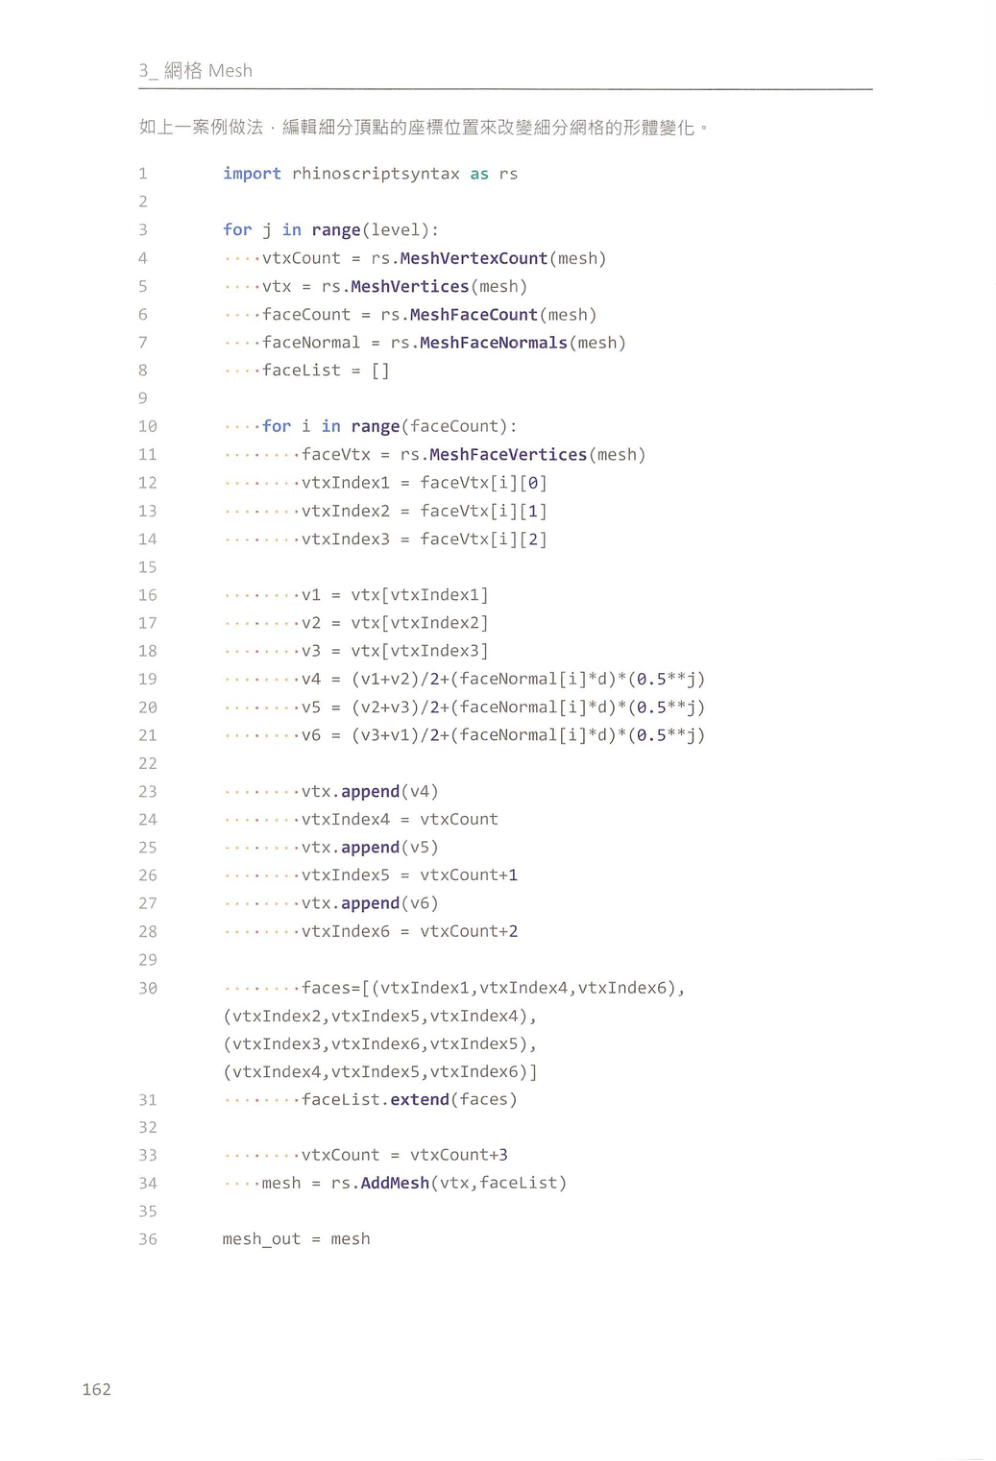 3_ 網格 Mesh
如上一案例做法，編輯細分頂點的座標位置來改變細分網格的形體變化。
1 import rhinoscriptsyntax as rs
2
3 for j in range(level):
4 ····vtxCount = rs.MeshVertexCount(mesh)
5 ····vtx = rs.MeshVertices(mesh)
6 ····faceCount = rs.MeshFaceCount(mesh)
7 ····faceNormal = rs.MeshFaceNormals(mesh)
8 ····faceList = []
9
10 ····for i in range(faceCount):
11 ········faceVtx = rs.MeshFaceVertices(mesh)
12 ········vtxIndex1 = faceVtx[i][0]
13 ········vtxIndex2 = faceVtx[i][1]
14 ········vtxIndex3 = faceVtx[i][2]
15
16 ········v1 = vtx[vtxIndex1]
17 ········v2 = vtx[vtxIndex2]
18 ········v3 = vtx[vtxIndex3]
19 ········v4 = (v1+v2)/2+(faceNormal[i]*d)*(0.5**j)
20 ········v5 = (v2+v3)/2+(faceNormal[i]*d)*(0.5**j)
21 ········v6 = (v3+v1)/2+(faceNormal[i]*d)*(0.5**j)
22
23 ········vtx.append(v4)
24 ········vtxIndex4 = vtxCount
25 ········vtx.append(v5)
26 ········vtxIndex5 = vtxCount+1
27 ········vtx.append(v6)
28 ········vtxIndex6 = vtxCount+2
29
30 ········faces=[(vtxIndex1,vtxIndex4,vtxIndex6),
(vtxIndex2,vtxIndex5,vtxIndex4),
(vtxIndex3,vtxIndex6,vtxIndex5),
(vtxIndex4,vtxIndex5,vtxIndex6)]
31 ········faceList.extend(faces)
32
33 ········vtxCount = vtxCount+3
34 ····mesh = rs.AddMesh(vtx,faceList)
35
36 mesh_out = mesh
162